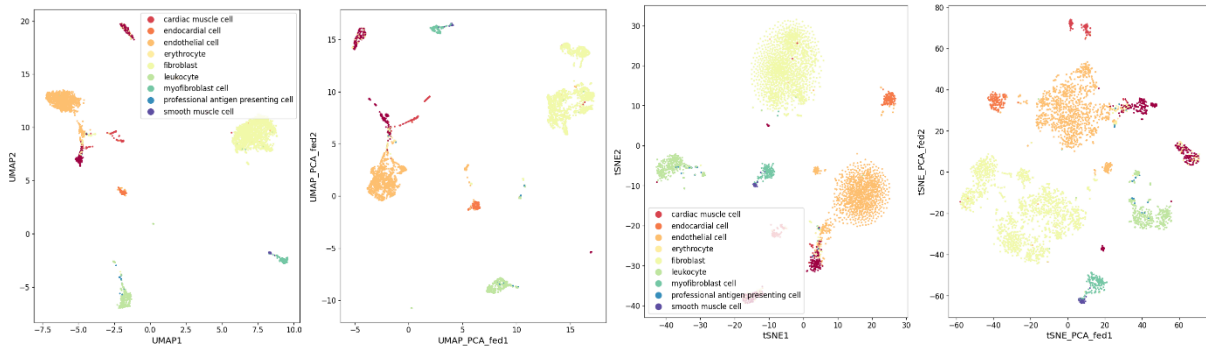 20
15
10
5
0
−5
UMAP2
−7.5 −5.0 −2.5 0.0 2.5 5.0 7.5 10.0
UMAP1
cardiac muscle cell
endocardial cell
endothelial cell
erythrocyte
fibroblast
leukocyte
myofibroblast cell
professional antigen presenting cell
smooth muscle cell
15
10
5
0
−5
−10
UMAP_PCA_fed2
−5 0 5 10 15
UMAP_PCA_fed1
30
20
10
0
−10
−20
−30
−40
tSNE2
−40 −30 −20 −10 0 10 20 30
tSNE1
cardiac muscle cell
endocardial cell
endothelial cell
erythrocyte
fibroblast
leukocyte
myofibroblast cell
professional antigen presenting cell
smooth muscle cell
80
60
40
20
0
−20
−40
−60
tSNE_PCA_fed2
−60 −40 −20 0 20 40 60
tSNE_PCA_fed1